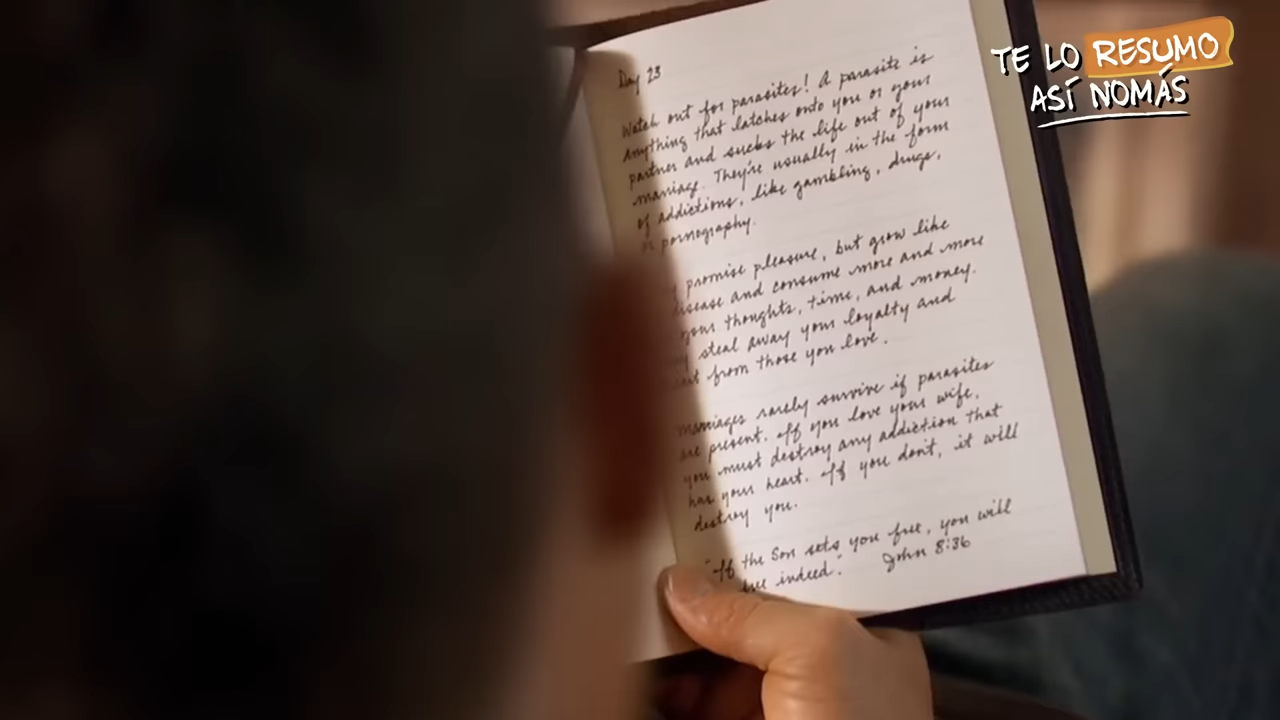 TE LO RESUMO
ASÍ NOMÁS
Day 23
Watch out for parasites! A parasite is
anything that latches onto you or your
partner and sucks the life out of your
marriage. They're usually in the form
of addictions, like gambling, drugs,
or pornography.
promise pleasure, but grow like
disease and consume more and more
your thoughts, time, and money.
steal away your loyalty and
from those you love.
marriages rarely survive if parasites
are present. If you love your wife,
you must destroy any addiction that
has your heart. If you don't, it will
destroy you.
"If the Son sets you free, you will
free indeed." John 8:36